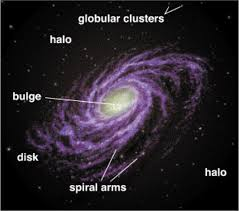 globular clusters
halo
bulge
disk
halo
spiral arms